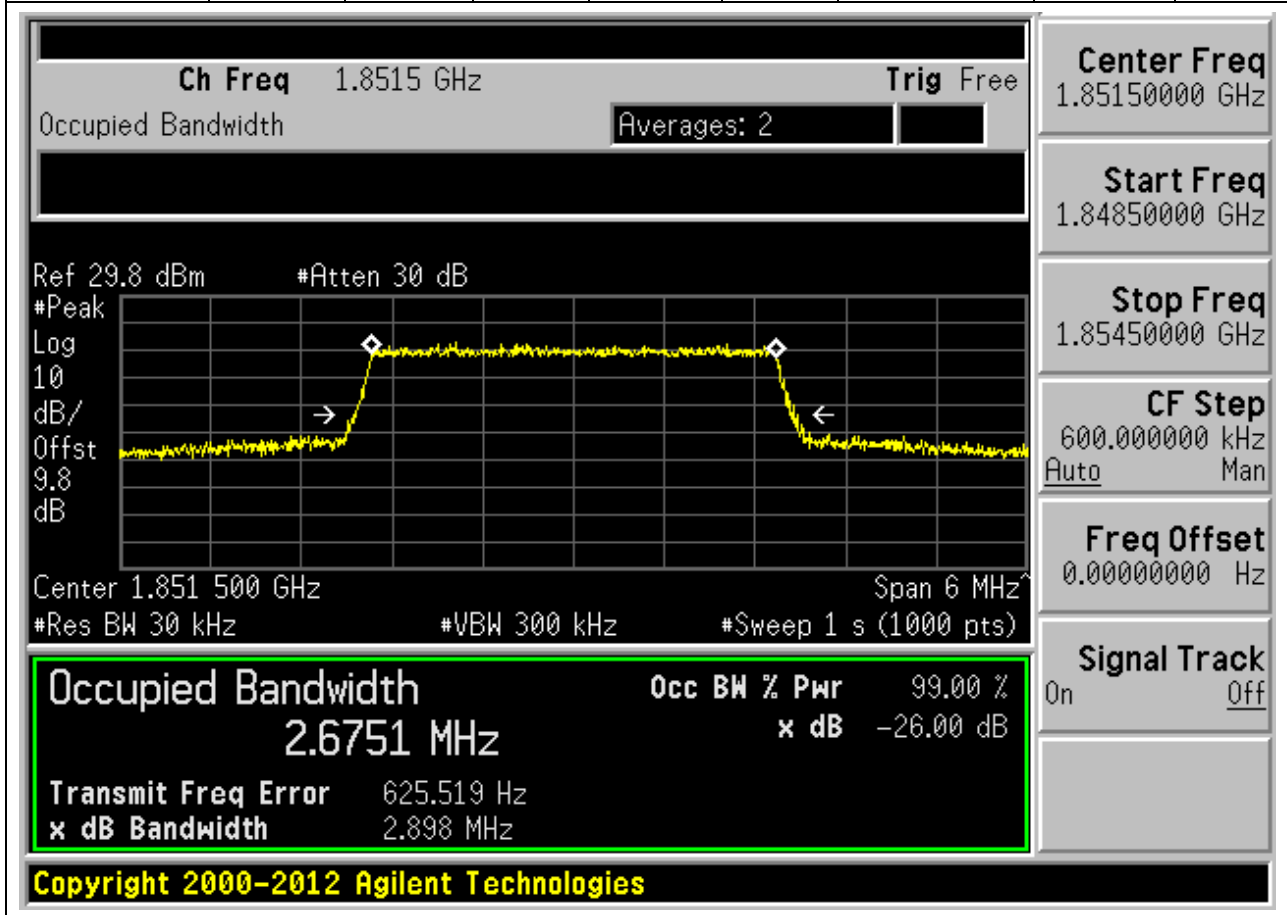 Ch Freq 1.8515 GHz Trig Free
Occupied Bandwidth Averages: 2
Ref 29.8 dBm #Atten 30 dB
#Peak
Log
10
dB/
Offst
9.8
dB
Center 1.851 500 GHz Span 6 MHz^
#Res BW 30 kHz #VBW 300 kHz #Sweep 1 s (1000 pts)
Occupied Bandwidth Occ BW % Pwr 99.00 %
2.6751 MHz x dB -26.00 dB
Transmit Freq Error 625.519 Hz
x dB Bandwidth 2.898 MHz
Copyright 2000-2012 Agilent Technologies
Center Freq
1.85150000 GHz
Start Freq
1.84850000 GHz
Stop Freq
1.85450000 GHz
CF Step
600.000000 kHz
Auto Man
Freq Offset
0.00000000 Hz
Signal Track
On Off